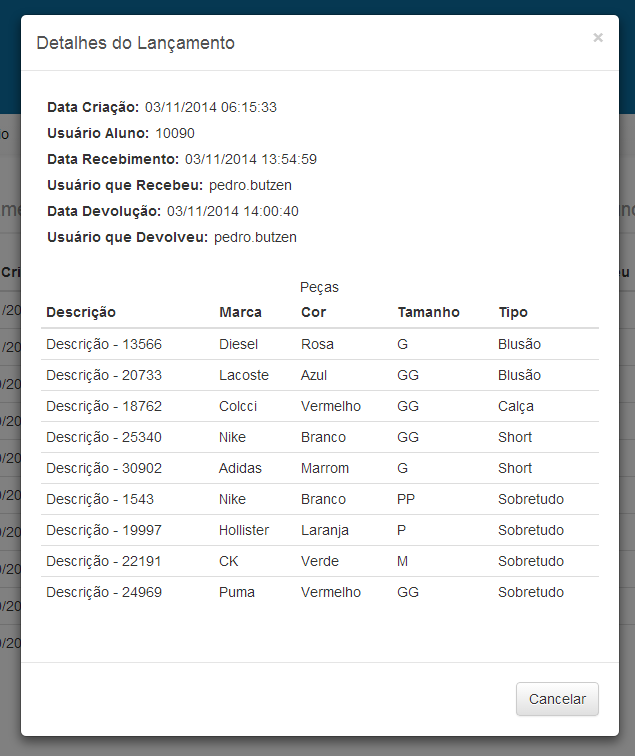 Detalhes do Lançamento ×
Data Criação: 03/11/2014 06:15:33
Usuário Aluno: 10090
Data Recebimento: 03/11/2014 13:54:59
Usuário que Recebeu: pedro.butzen
Data Devolução: 03/11/2014 14:00:40
Usuário que Devolveu: pedro.butzen
Peças
Descrição Marca Cor Tamanho Tipo
Descrição - 13566 Diesel Rosa G Blusão
Descrição - 20733 Lacoste Azul GG Blusão
Descrição - 18762 Colcci Vermelho GG Calça
Descrição - 25340 Nike Branco GG Short
Descrição - 30902 Adidas Marrom G Short
Descrição - 1543 Nike Branco PP Sobretudo
Descrição - 19997 Hollister Laranja P Sobretudo
Descrição - 22191 CK Verde M Sobretudo
Descrição - 24969 Puma Vermelho GG Sobretudo
Cancelar